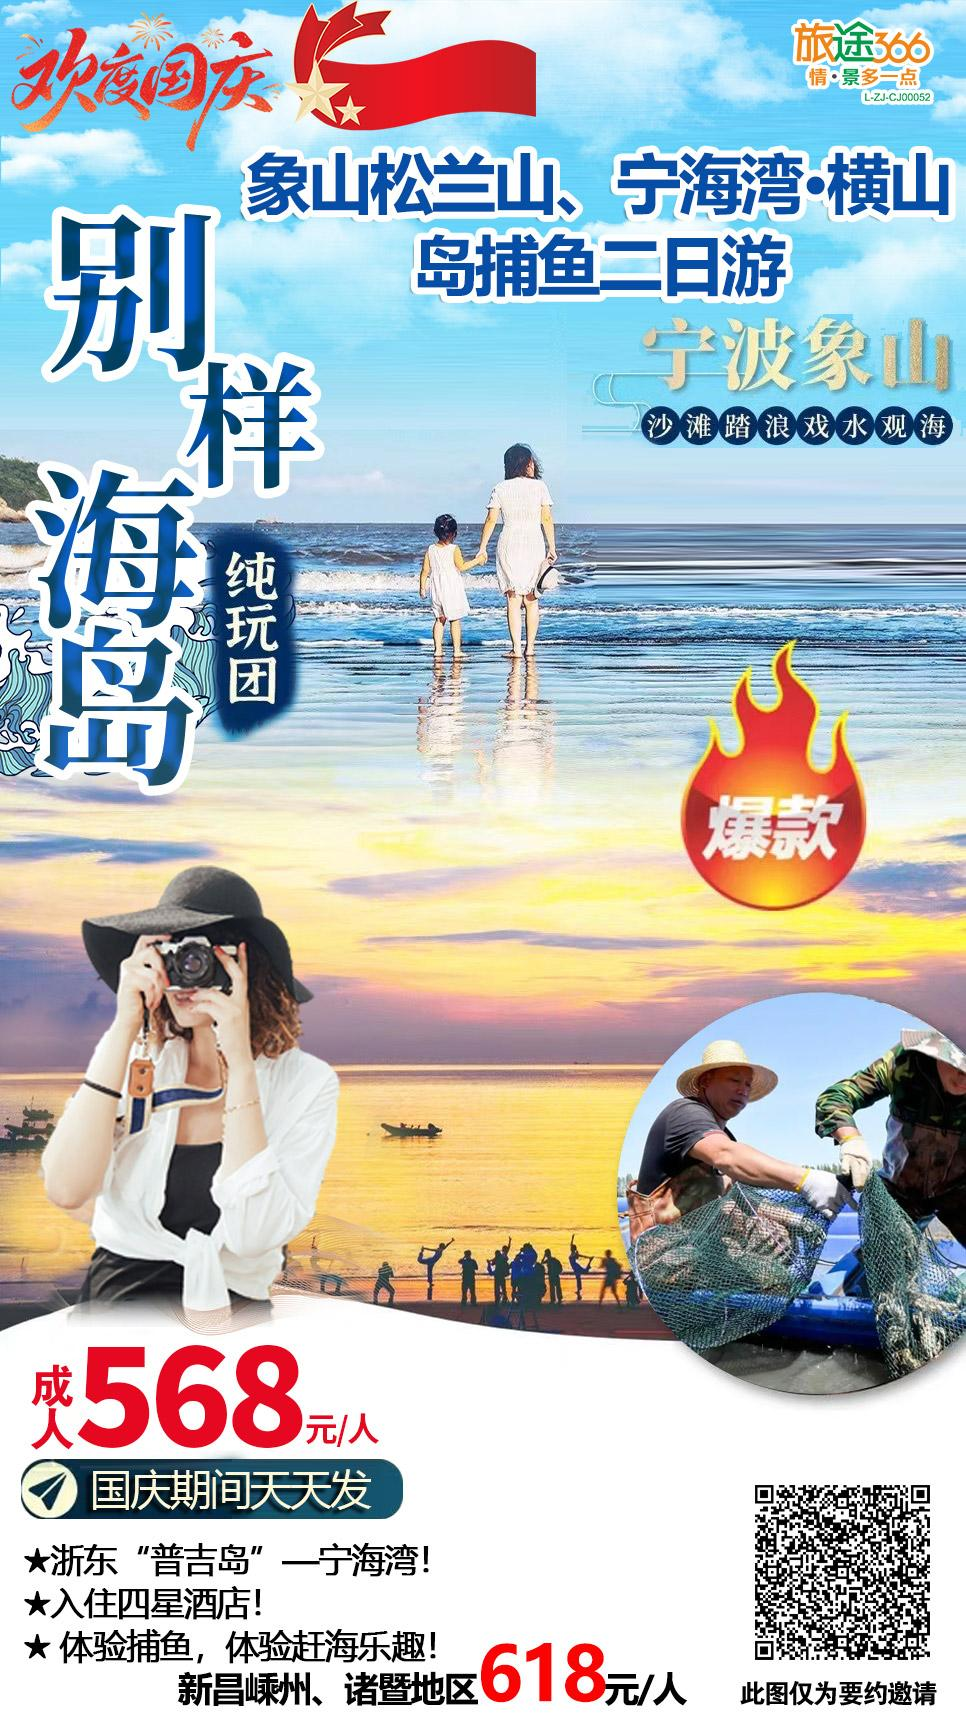 欢度国庆
旅途366
情·景多一点
L-ZJ-CJ00052
象山松兰山、宁海湾·横山
岛捕鱼二日游
别样海岛
纯玩团
宁波象山
沙滩踏浪戏水观海
爆款
成人568元/人
国庆期间天天发
★浙东“普吉岛”—宁海湾!
★入住四星酒店!
★ 体验捕鱼，体验赶海乐趣!
新昌嵊州、诸暨地区618元/人
此图仅为要约邀请